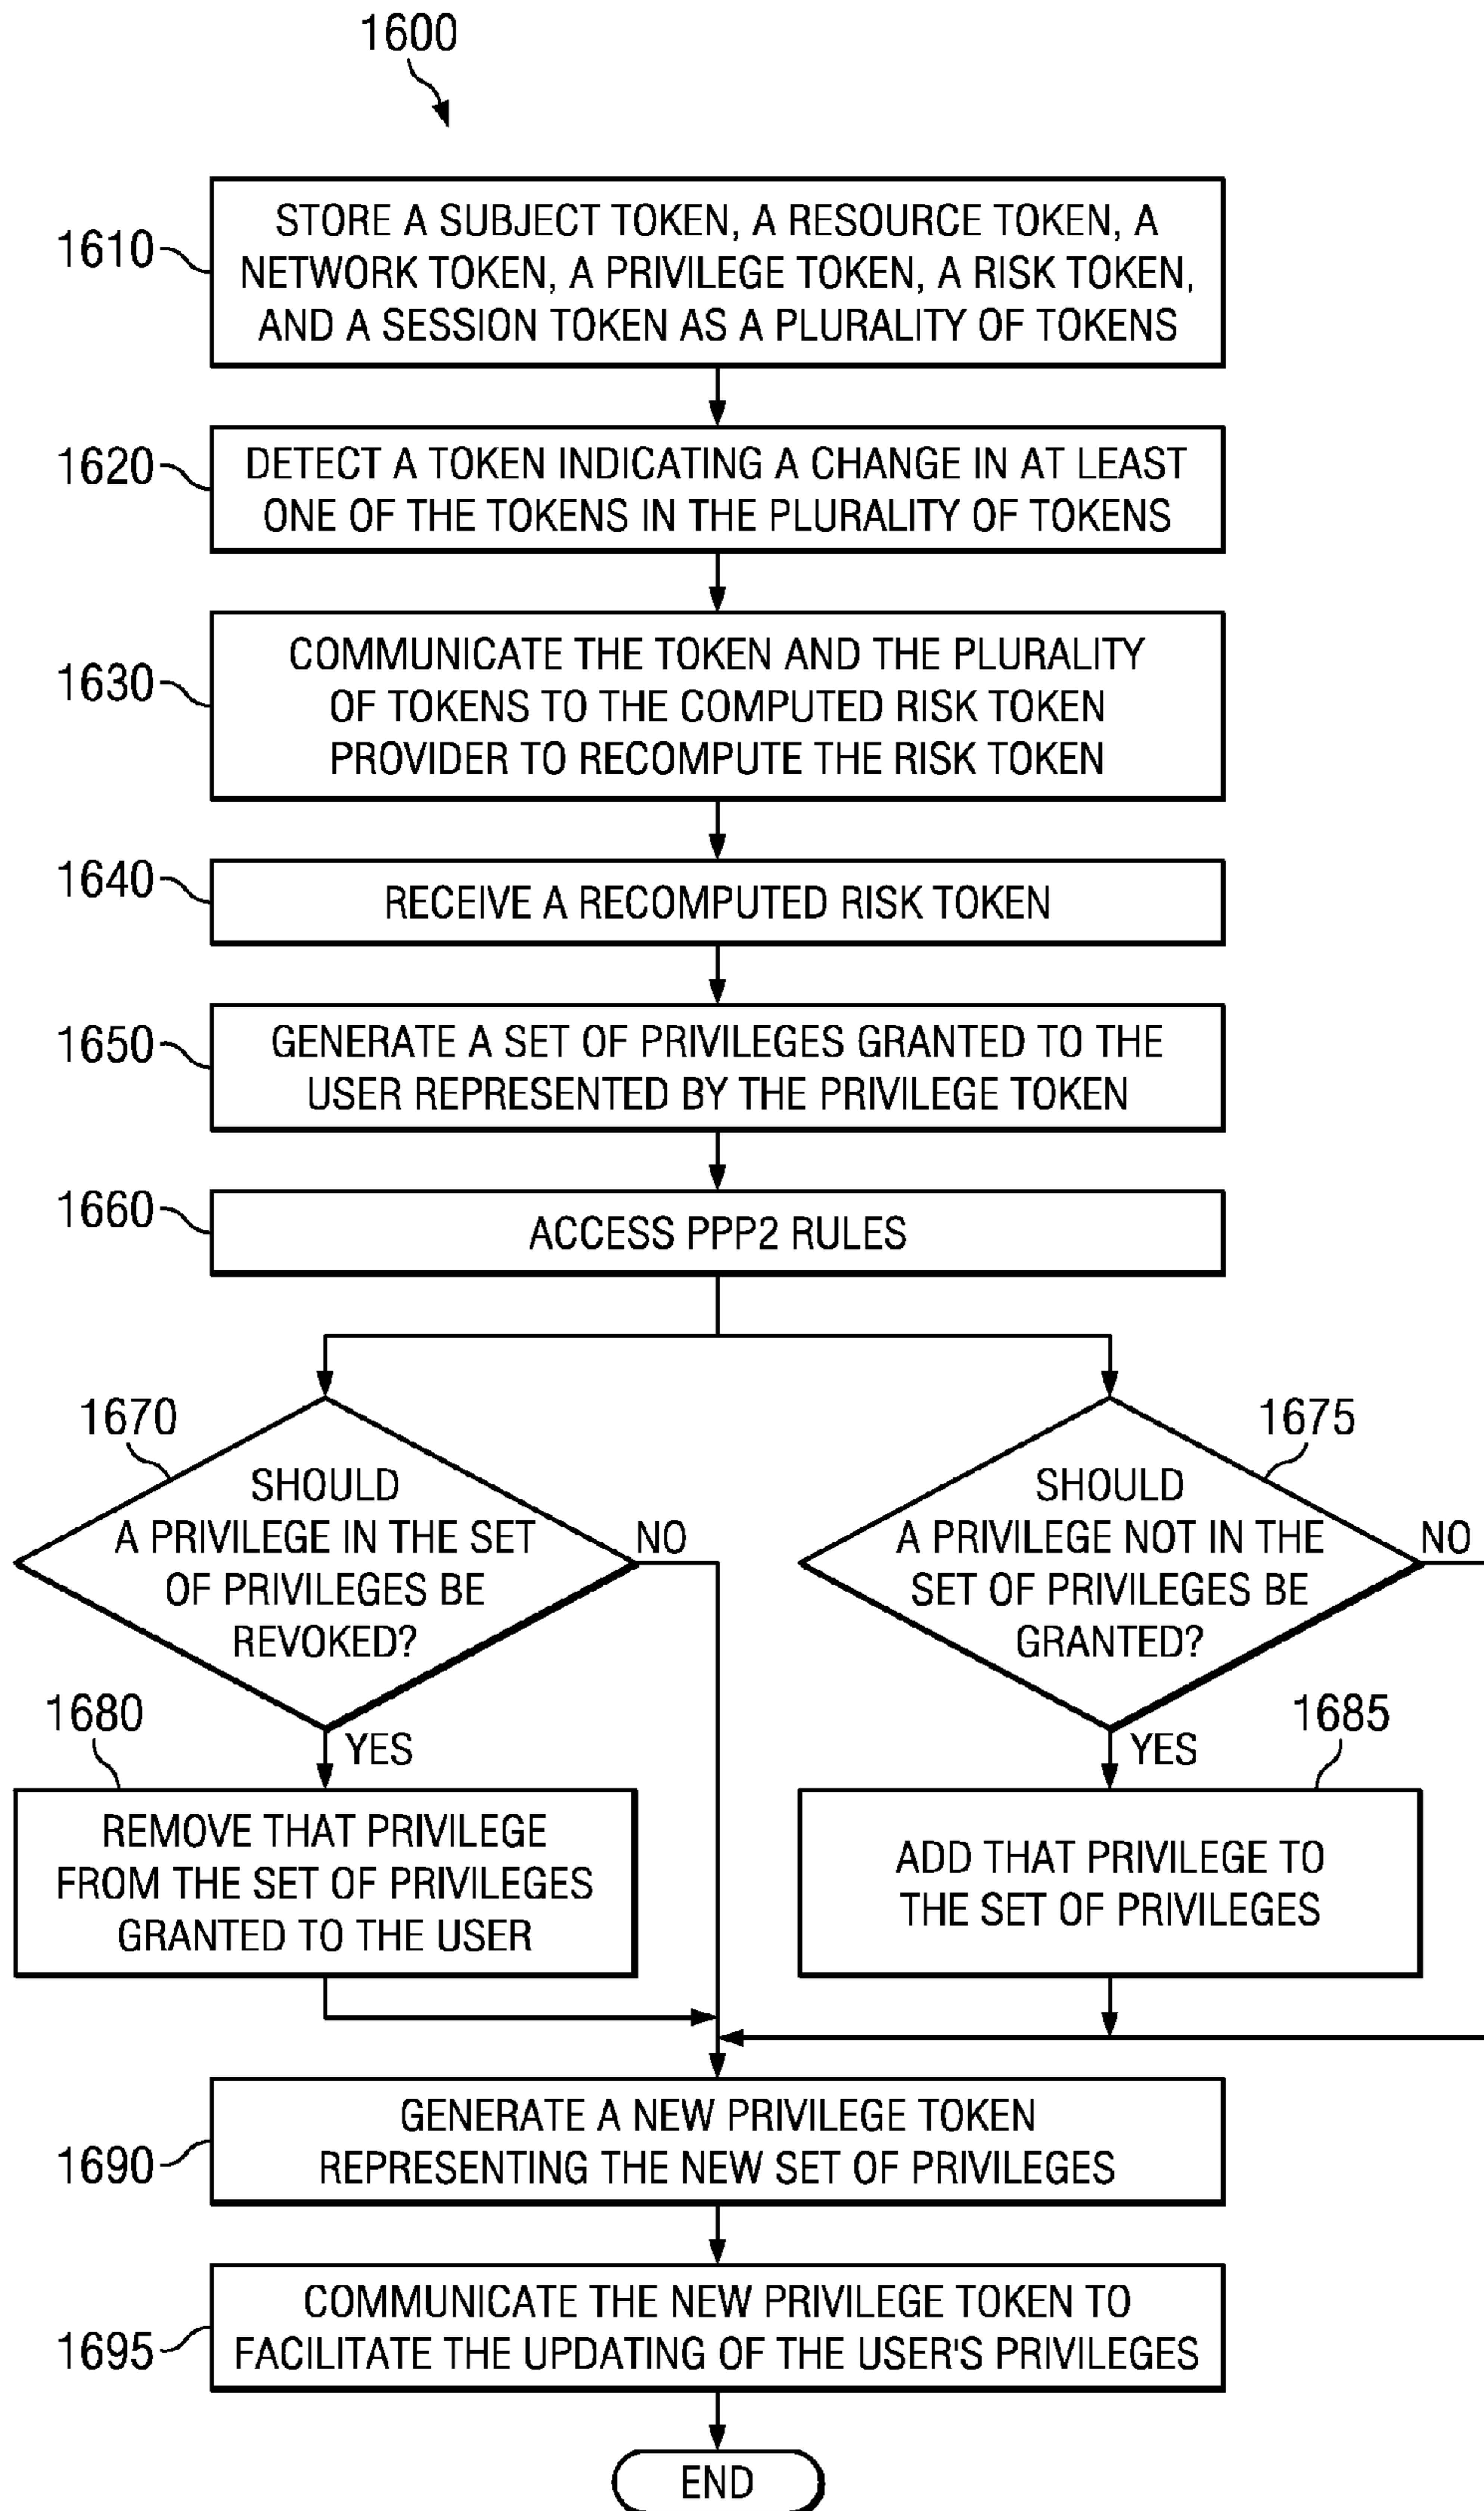 1600
1610
STORE A SUBJECT TOKEN, A RESOURCE TOKEN, A
NETWORK TOKEN, A PRIVILEGE TOKEN, A RISK TOKEN,
AND A SESSION TOKEN AS A PLURALITY OF TOKENS
1620
DETECT A TOKEN INDICATING A CHANGE IN AT LEAST
ONE OF THE TOKENS IN THE PLURALITY OF TOKENS
1630
COMMUNICATE THE TOKEN AND THE PLURALITY
OF TOKENS TO THE COMPUTED RISK TOKEN
PROVIDER TO RECOMPUTE THE RISK TOKEN
1640
RECEIVE A RECOMPUTED RISK TOKEN
1650
GENERATE A SET OF PRIVILEGES GRANTED TO THE
USER REPRESENTED BY THE PRIVILEGE TOKEN
1660
ACCESS PPP2 RULES
1670
SHOULD
A PRIVILEGE IN THE SET
OF PRIVILEGES BE
REVOKED?
NO
YES
1675
SHOULD
A PRIVILEGE NOT IN THE
SET OF PRIVILEGES BE
GRANTED?
NO
YES
1680
REMOVE THAT PRIVILEGE
FROM THE SET OF PRIVILEGES
GRANTED TO THE USER
1685
ADD THAT PRIVILEGE TO
THE SET OF PRIVILEGES
1690
GENERATE A NEW PRIVILEGE TOKEN
REPRESENTING THE NEW SET OF PRIVILEGES
1695
COMMUNICATE THE NEW PRIVILEGE TOKEN TO
FACILITATE THE UPDATING OF THE USER'S PRIVILEGES
END